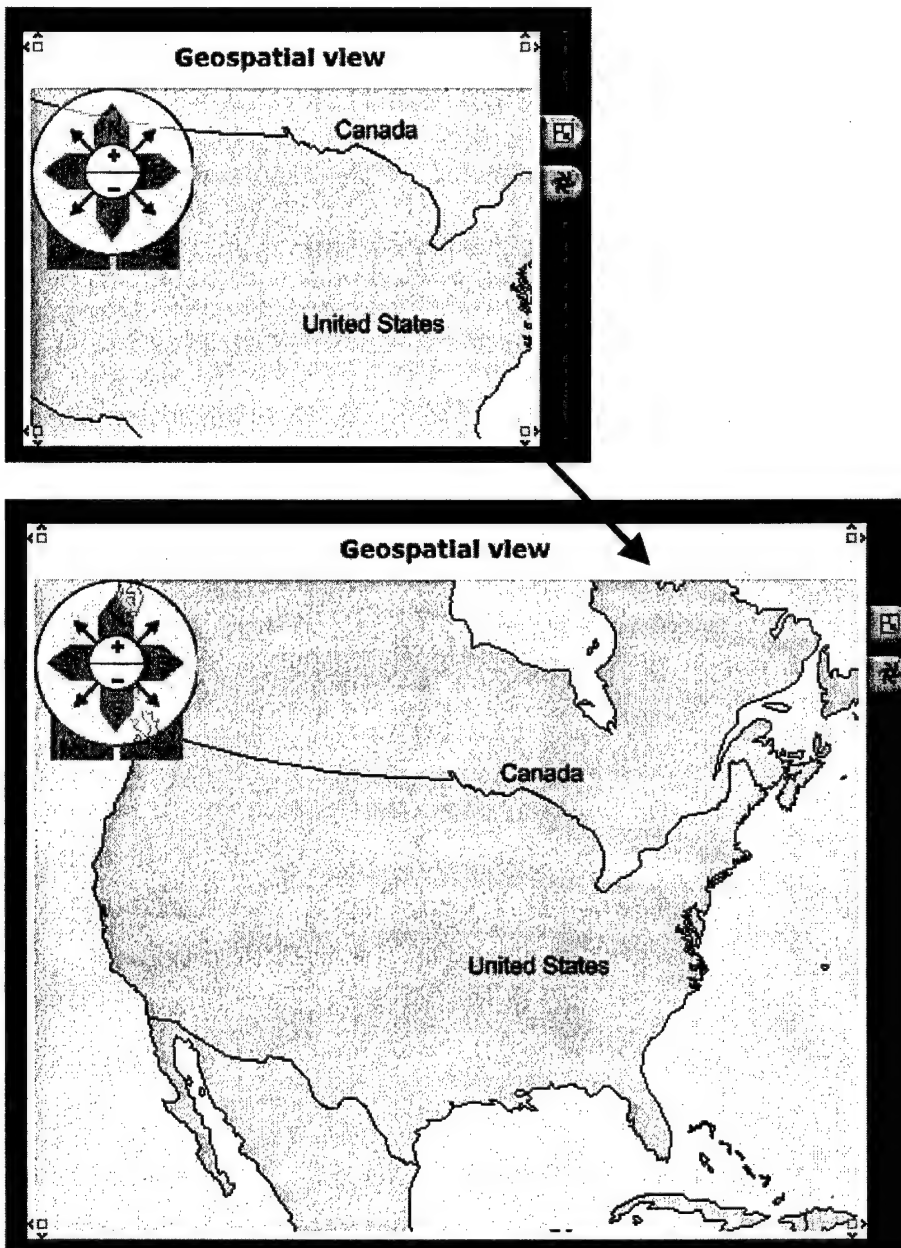 Geospatial view
Canada
+
−
United States
Geospatial view
+
−
Canada
United States